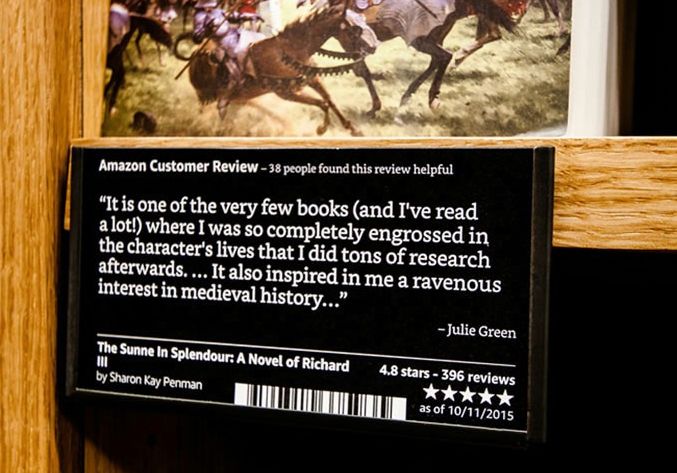 Amazon Customer Review – 38 people found this review helpful
“It is one of the very few books (and I've read
a lot!) where I was so completely engrossed in
the character's lives that I did tons of research
afterwards. ... It also inspired in me a ravenous
interest in medieval history...”
– Julie Green
The Sunne In Splendour: A Novel of Richard
III
by Sharon Kay Penman
4.8 stars - 396 reviews
as of 10/11/2015